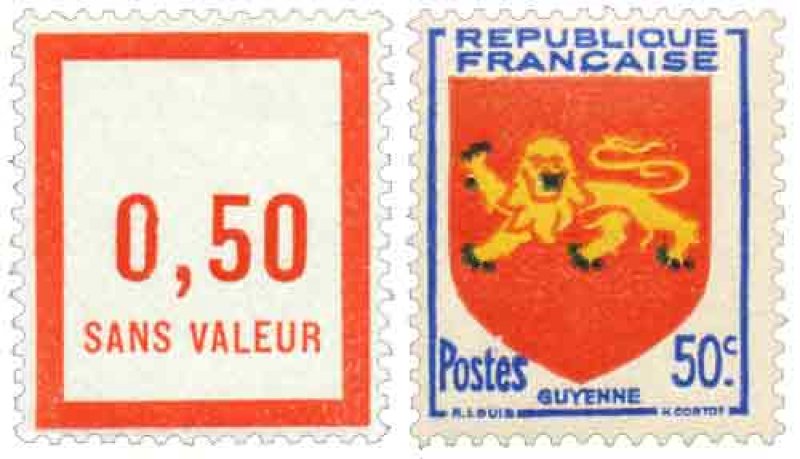 0,50
SANS VALEUR
REPUBLIQUE
FRANÇAISE
Postes 50c.
GUYENNE
R.LOUIS H.CORTOT